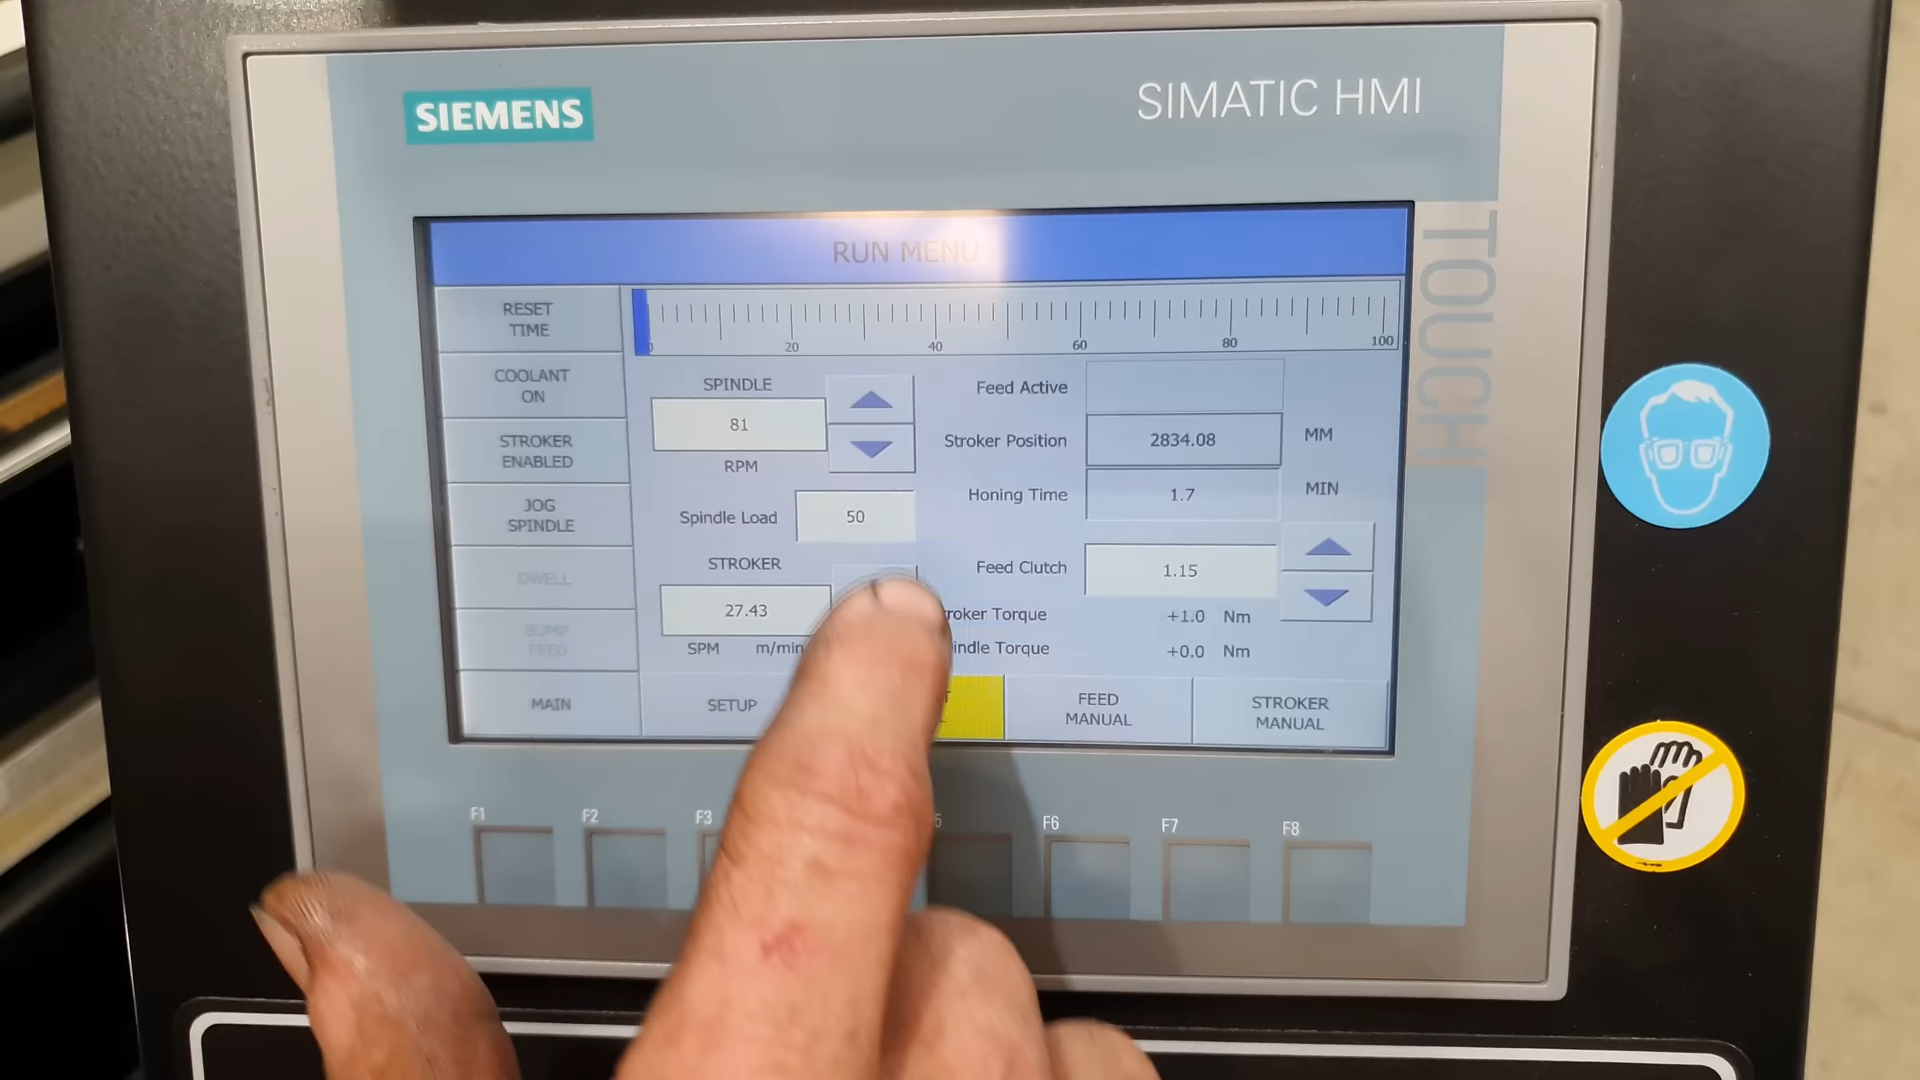 SIEMENS
SIMATIC HMI
TOUCH
RUN MENU
RESET
TIME
COOLANT
ON
STROKER
ENABLED
JOG
SPINDLE
DWELL
BUMP
FEED
MAIN
20 40 60 80 100
SPINDLE
81
RPM
Spindle Load 50
STROKER
27.43
SPM m/min
Feed Active
Stroker Position 2834.08 MM
Honing Time 1.7 MIN
Feed Clutch 1.15
roker Torque +1.0 Nm
indle Torque +0.0 Nm
SETUP
FEED
MANUAL
STROKER
MANUAL
F1 F2 F3 5 F6 F7 F8